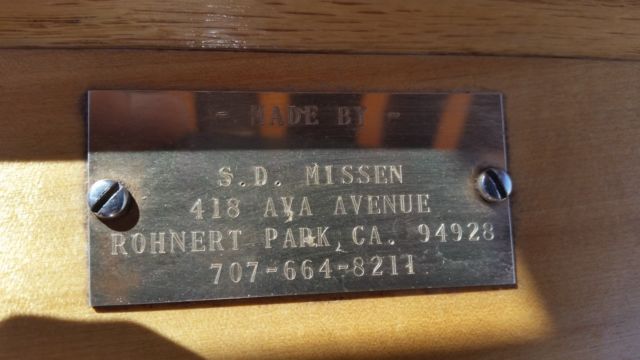 - MADE BY -
S.D. MISSEN
418 AVA AVENUE
ROHNERT PARK, CA. 94928
707-664-8211